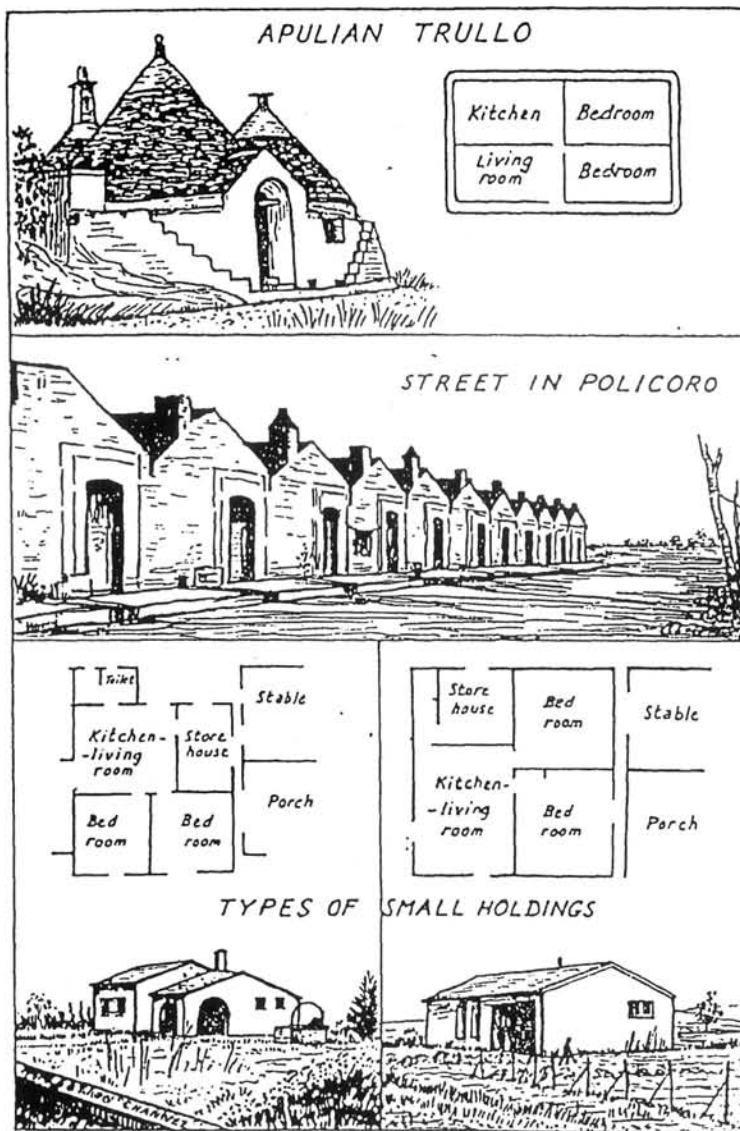 APULIAN TRULLO
Kitchen
Bedroom
Living
room
Bedroom
STREET IN POLICORO
Toilet
Kitchen-
-living
room
Store
house
Stable
Bed
room
Bed
room
Porch
Store
house
Bed
room
Stable
Kitchen-
-living
room
Bed
room
Porch
TYPES OF SMALL HOLDINGS
CHANNEL